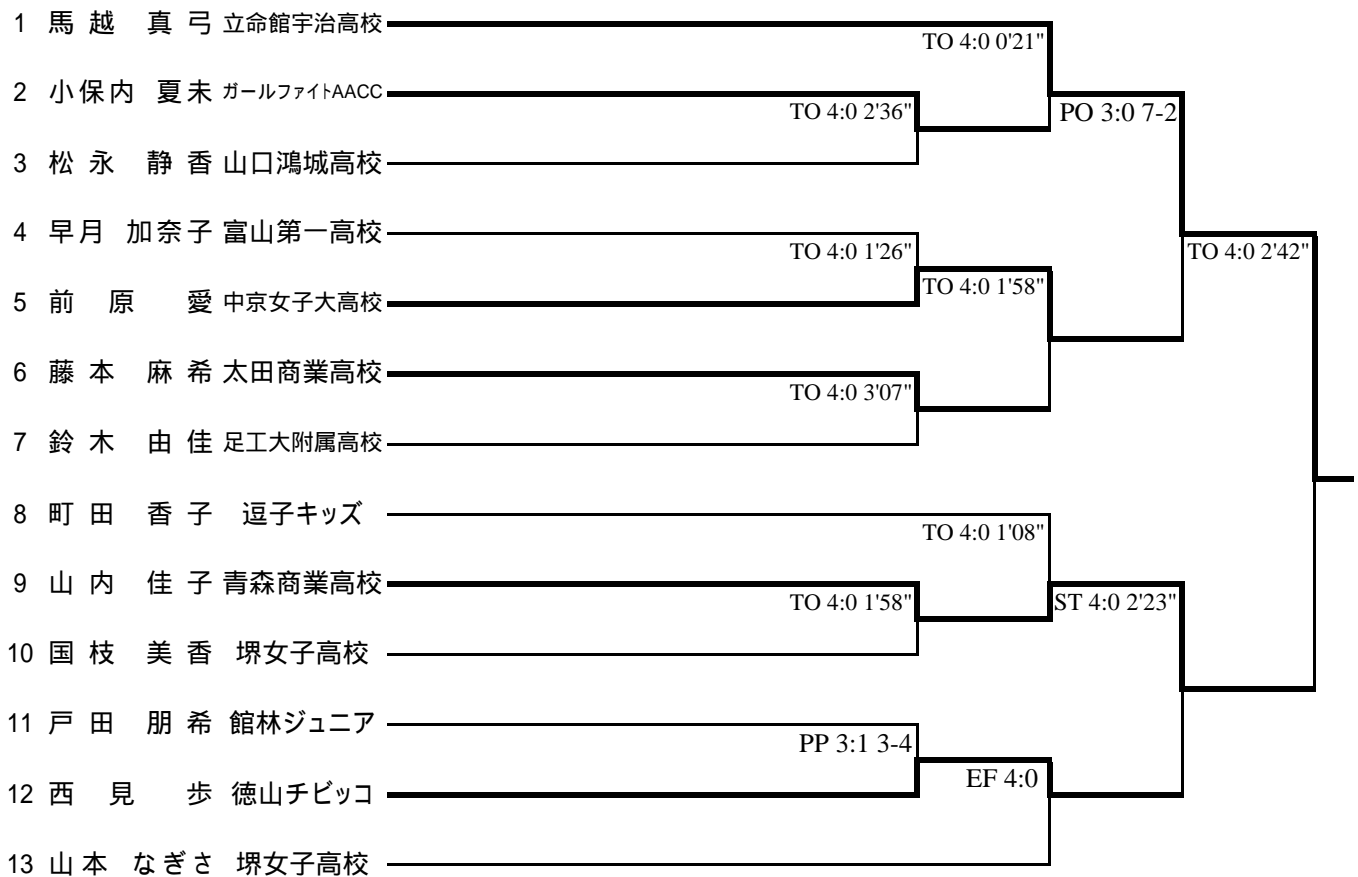 1 馬越 真弓 立命館宇治高校
TO 4:0 0'21"
2 小保内 夏未 ガールファイトAACC
TO 4:0 2'36"
PO 3:0 7-2
3 松永 静香 山口鴻城高校
4 早月 加奈子 富山第一高校
TO 4:0 1'26"
TO 4:0 2'42"
5 前原 愛 中京女子大高校
TO 4:0 1'58"
6 藤本 麻希 太田商業高校
TO 4:0 3'07"
7 鈴木 由佳 足工大附属高校
8 町田 香子 逗子キッズ
TO 4:0 1'08"
9 山内 佳子 青森商業高校
TO 4:0 1'58"
ST 4:0 2'23"
10 国枝 美香 堺女子高校
11 戸田 朋希 館林ジュニア
PP 3:1 3-4
12 西見 歩 徳山チビッコ
EF 4:0
13 山本 なぎさ 堺女子高校